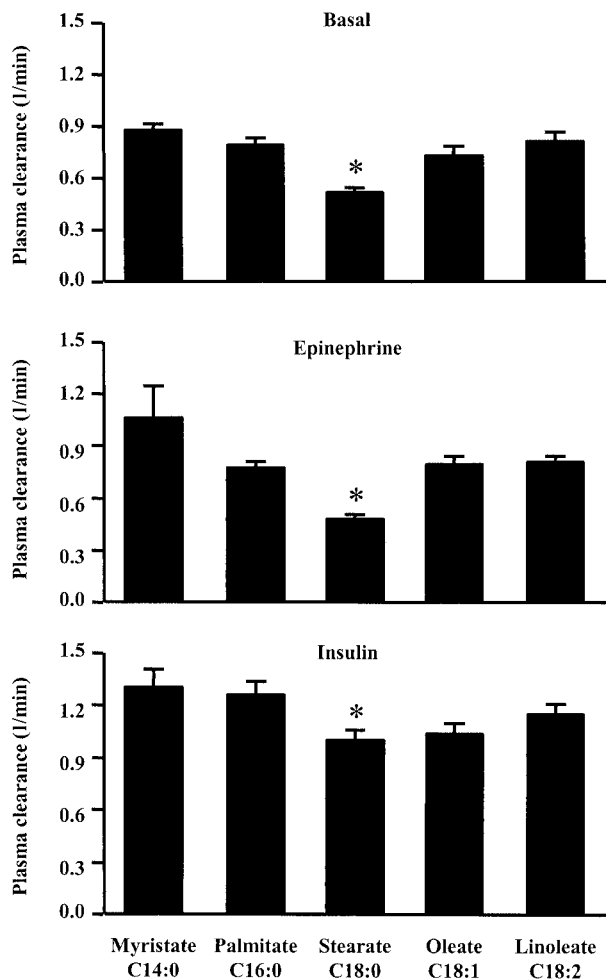 Basal
Plasma clearance (1/min)
1.5
1.2
0.9
0.6
0.3
0.0
*
Epinephrine
Plasma clearance (1/min)
1.5
1.2
0.9
0.6
0.3
0.0
*
Insulin
Plasma clearance (1/min)
1.5
1.2
0.9
0.6
0.3
0.0
*
Myristate Palmitate Stearate Oleate Linoleate
C14:0 C16:0 C18:0 C18:1 C18:2